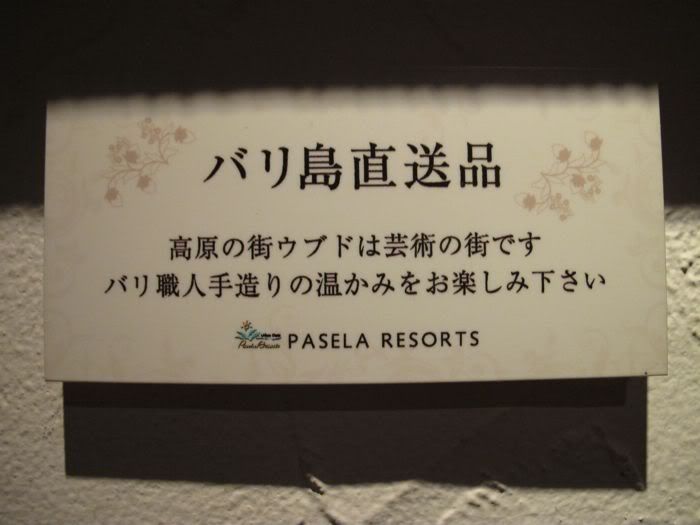 バリ島直送品
高原の街ウブドは芸術の街です
バリ職人手造りの温かみをお楽しみ下さい
PASELA RESORTS